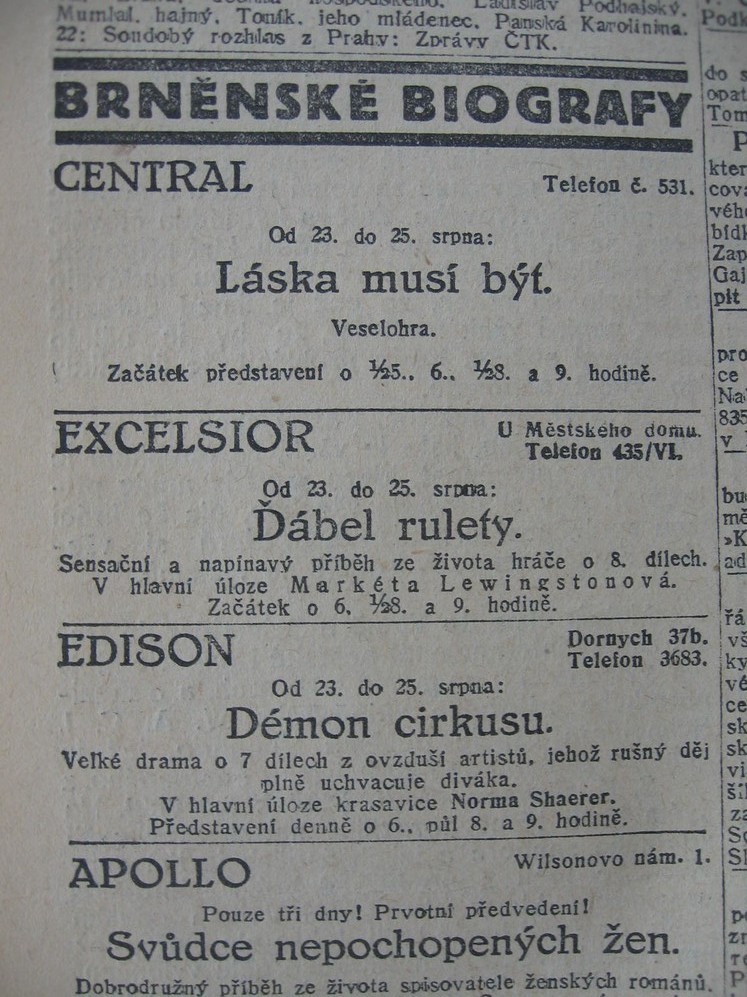 Ladislav Podhajský.
Mumlal, hajný. Toník, jeho mládenec. Panská Karolinina.
22: Soudobý rozhlas z Prahy: Zprávy ČTK.
BRNĚNSKÉ BIOGRAFY
CENTRAL Telefon č. 531.
Od 23. do 25. srpna:
Láska musí býť.
Veselohra.
Začátek představení o ½5., 6., ½8. a 9. hodině.
EXCELSIOR U Městského domu.
Telefon 435/VI.
Od 23. do 25. srpna:
Ďábel rulety.
Sensační a napínavý příběh ze života hráče o 8. dílech.
V hlavní úloze Markéta Lewingstonová.
Začátek o 6, ½8. a 9. hodině.
EDISON Dornych 37b.
Telefon 3683.
Od 23. do 25. srpna:
Démon cirkusu.
Veľké drama o 7 dílech z ovzduší artistů, jehož rušný děj
plně uchvacuje diváka.
V hlavní úloze krasavice Norma Shaerer.
Představení denně o 6., půl 8. a 9. hodině.
APOLLO Wilsonovo nám. 1.
Pouze tři dny! Prvotní předvedení!
Svůdce nepochopených žen.
Dobrodružný příběh ze života spisovatele ženských románů.